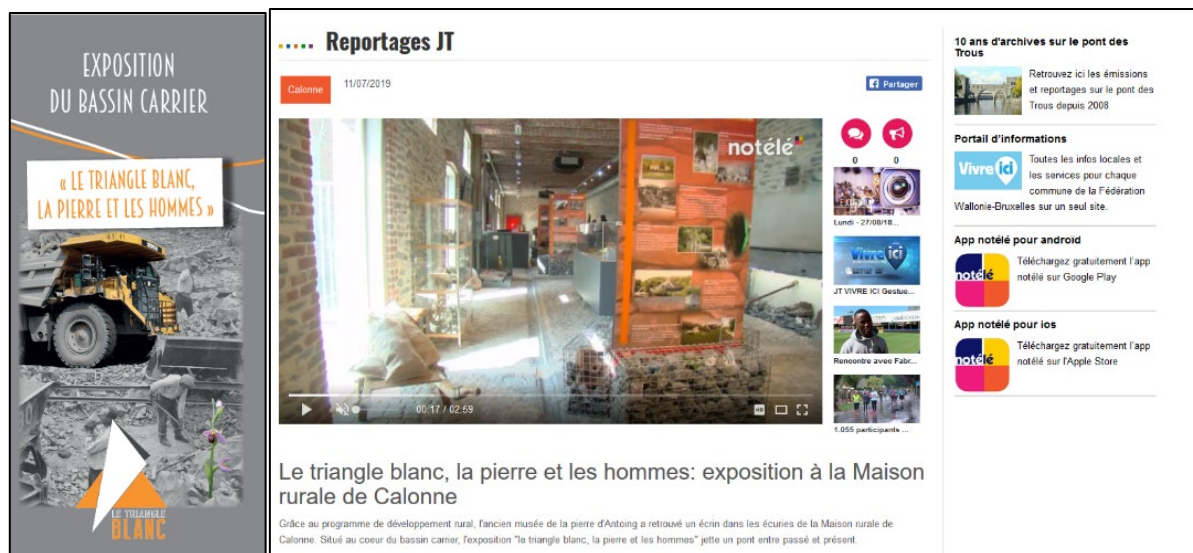 EXPOSITION
DU BASSIN CARRIER
« LE TRIANGLE BLANC,
LA PIERRE ET LES HOMMES »
LE TRIANGLE
BLANC
Reportages JT
Calonne
11/07/2019
Partager
notélé
00:17 / 02:59
HD
0
0
Lundi - 27/08/18...
Vivre ici
JT VIVRE ICI Gestue...
Rencontre avec Fabr...
1.055 participants ...
Le triangle blanc, la pierre et les hommes: exposition à la Maison
rurale de Calonne
Grâce au programme de développement rural, l'ancien musée de la pierre d'Antoing a retrouvé un écrin dans les écuries de la Maison rurale de
Calonne. Situé au coeur du bassin carrier, l'exposition "le triangle blanc, la pierre et les hommes" jette un pont entre passé et présent.
10 ans d'archives sur le pont des
Trous
Retrouvez ici les émissions
et reportages sur le pont des
Trous depuis 2008
Portail d'informations
Vivre ici
Toutes les infos locales et
les services pour chaque
commune de la Fédération
Wallonie-Bruxelles sur un seul site.
App notélé pour android
notélé
Téléchargez gratuitement l'app
notélé sur Google Play
App notélé pour ios
notélé
Téléchargez gratuitement l'app
notélé sur l'Apple Store